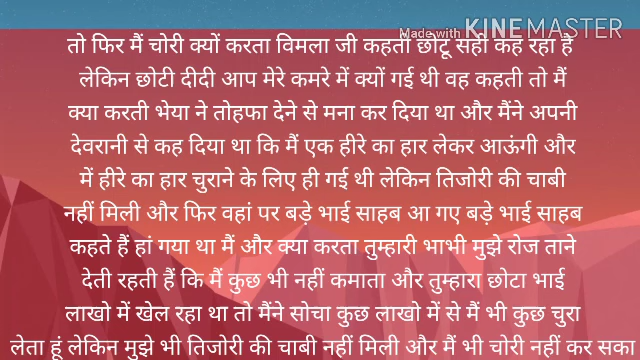 Made with KINEMASTER
तो फिर मैं चोरी क्यों करता विमला जी कहती छोटू सही कह रहा है
लेकिन छोटी दीदी आप मेरे कमरे में क्यों गई थी वह कहती तो मैं
क्या करती भेया ने तोहफा देने से मना कर दिया था और मैंने अपनी
देवरानी से कह दिया था कि मैं एक हीरे का हार लेकर आऊंगी और
में हीरे का हार चुराने के लिए ही गई थी लेकिन तिजोरी की चाबी
नहीं मिली और फिर वहां पर बड़े भाई साहब आ गए बड़े भाई साहब
कहते हैं हां गया था मैं और क्या करता तुम्हारी भाभी मुझे रोज ताने
देती रहती हैं कि मैं कुछ भी नहीं कमाता और तुम्हारा छोटा भाई
लाखो में खेल रहा था तो मैंने सोचा कुछ लाखो में से मैं भी कुछ चुरा
लेता हूं लेकिन मुझे भी तिजोरी की चाबी नहीं मिली और मैं भी चोरी नहीं कर सका